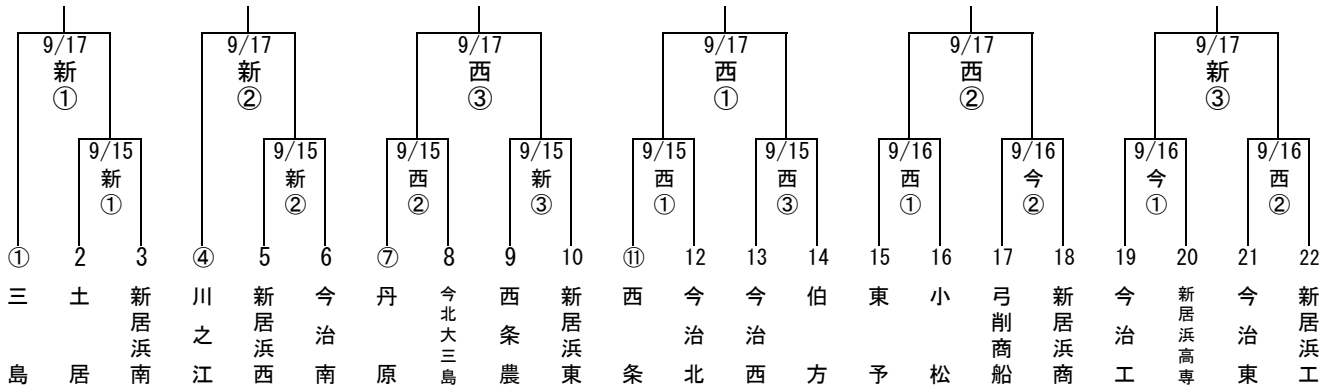 9/17 9/17 9/17 9/17 9/17 9/17
新 新 西 西 西 新
① ② ③ ① ② ③
9/15 9/15 9/15 9/15 9/15 9/15 9/16 9/16 9/16 9/16
新 新 西 新 西 西 西 今 今 西
① ② ② ③ ① ③ ① ② ① ②
① 2 3 ④ 5 6 ⑦ 8 9 10 ⑪ 12 13 14 15 16 17 18 19 20 21 22
三島
土居
新居浜南
川之江
新居浜西
今治南
丹原
今北大三島
西条農
新居浜東
西条
今治北
今治西
伯方
東予
小松
弓削商船
新居浜商
今治工
新居浜高専
今治東
新居浜工